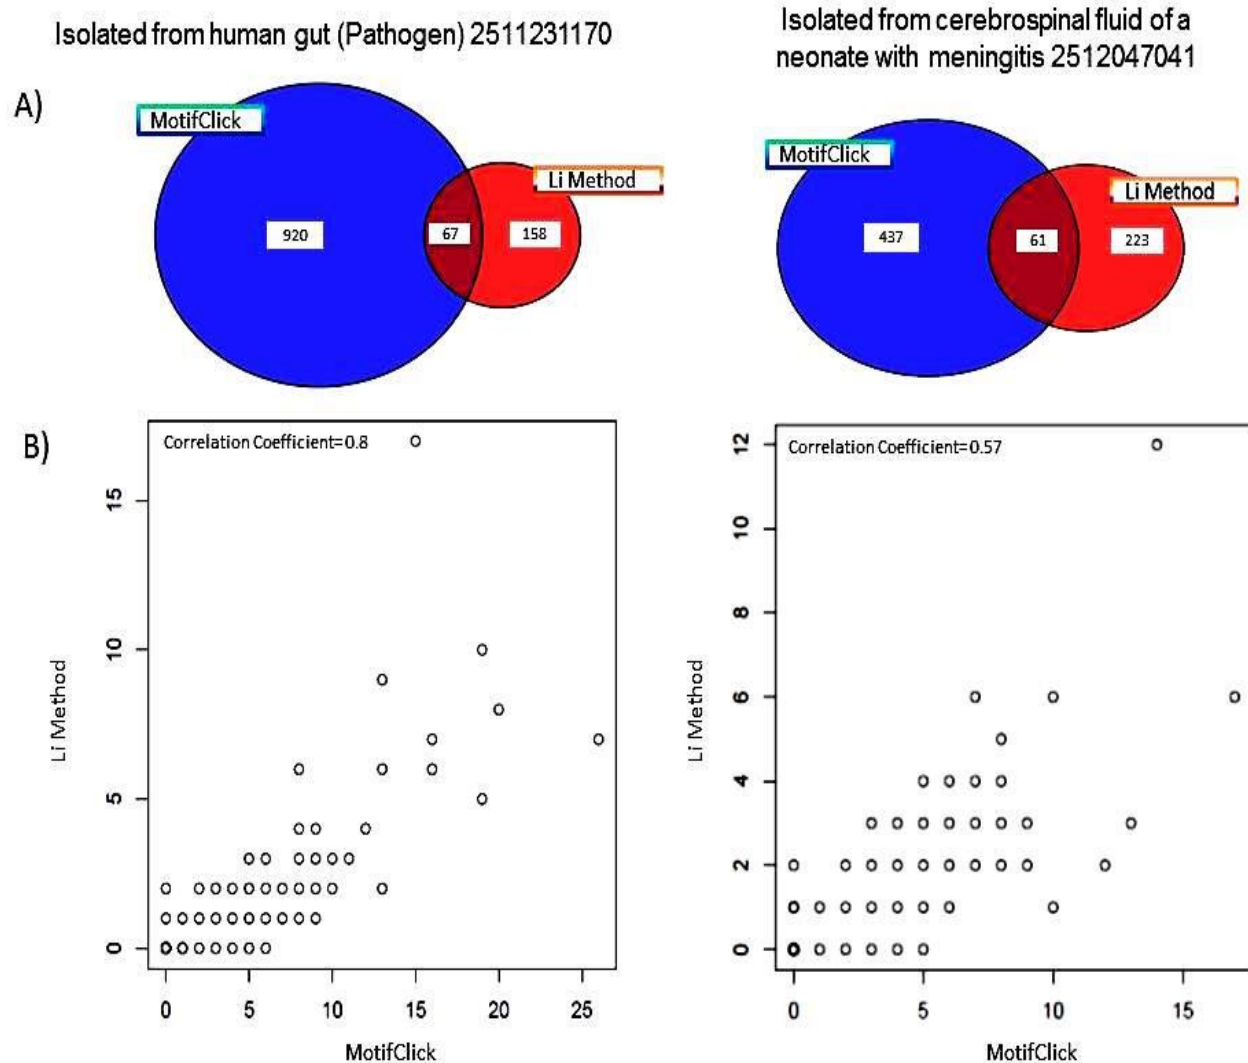 Isolated from human gut (Pathogen) 2511231170
Isolated from cerebrospinal fluid of a
neonate with meningitis 2512047041
A)
MotifClick
Li Method
920
67
158
MotifClick
Li Method
437
61
223
B)
Correlation Coefficient=0.8
15
10
5
0
Li Method
0 5 10 15 20 25
MotifClick
Correlation Coefficient=0.57
12
10
8
6
4
2
0
Li Method
0 5 10 15
MotifClick